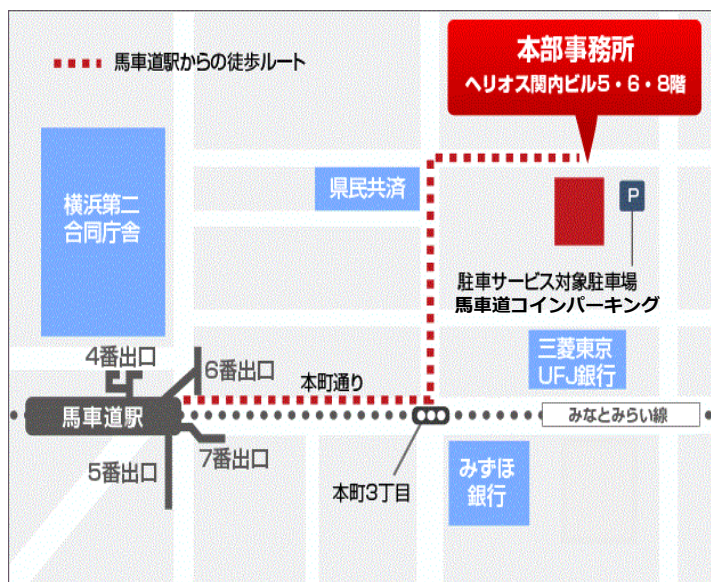 馬車道駅からの徒歩ルート
本部事務所
ヘリオス関内ビル5・6・8階
県民共済
横浜第二
合同庁舎
P
駐車サービス対象駐車場
馬車道コインパーキング
三菱東京
UFJ銀行
4番出口
6番出口
本町通り
馬車道駅
みなとみらい線
7番出口
5番出口
本町3丁目
みずほ
銀行